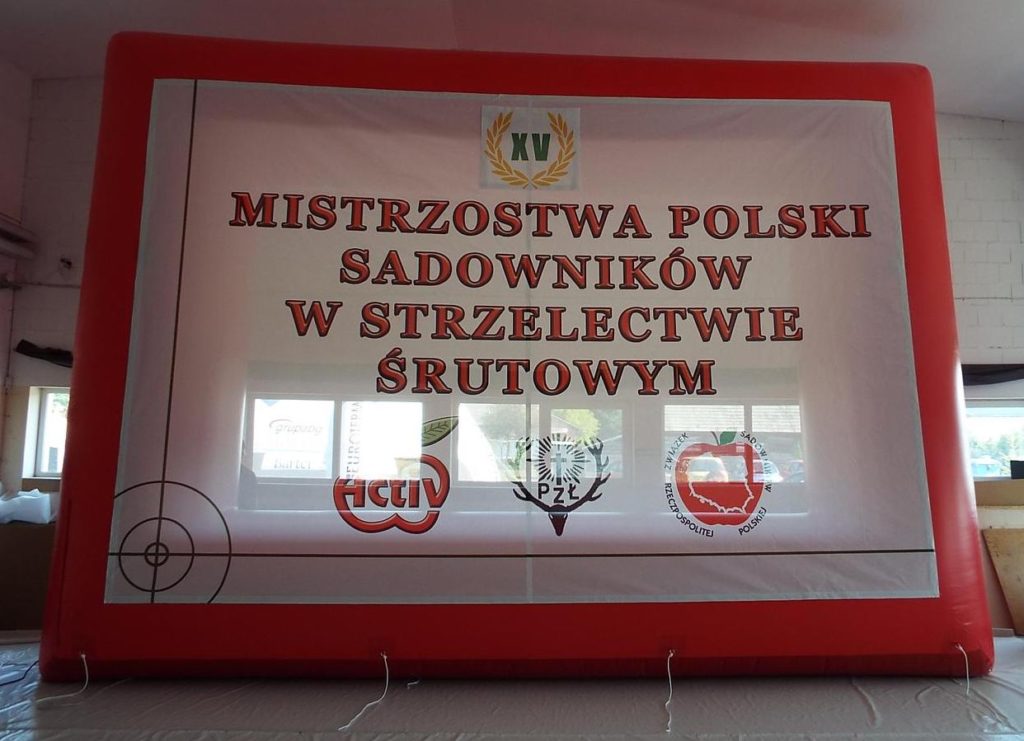 XV
MISTRZOSTWA POLSKI
SADOWNIKÓW
W STRZELECTWIE
ŚRUTOWYM
Activ
PZŁ
ZWIĄZEK SADOWNIKÓW
RZECZPOSPOLITEJ POLSKIEJ